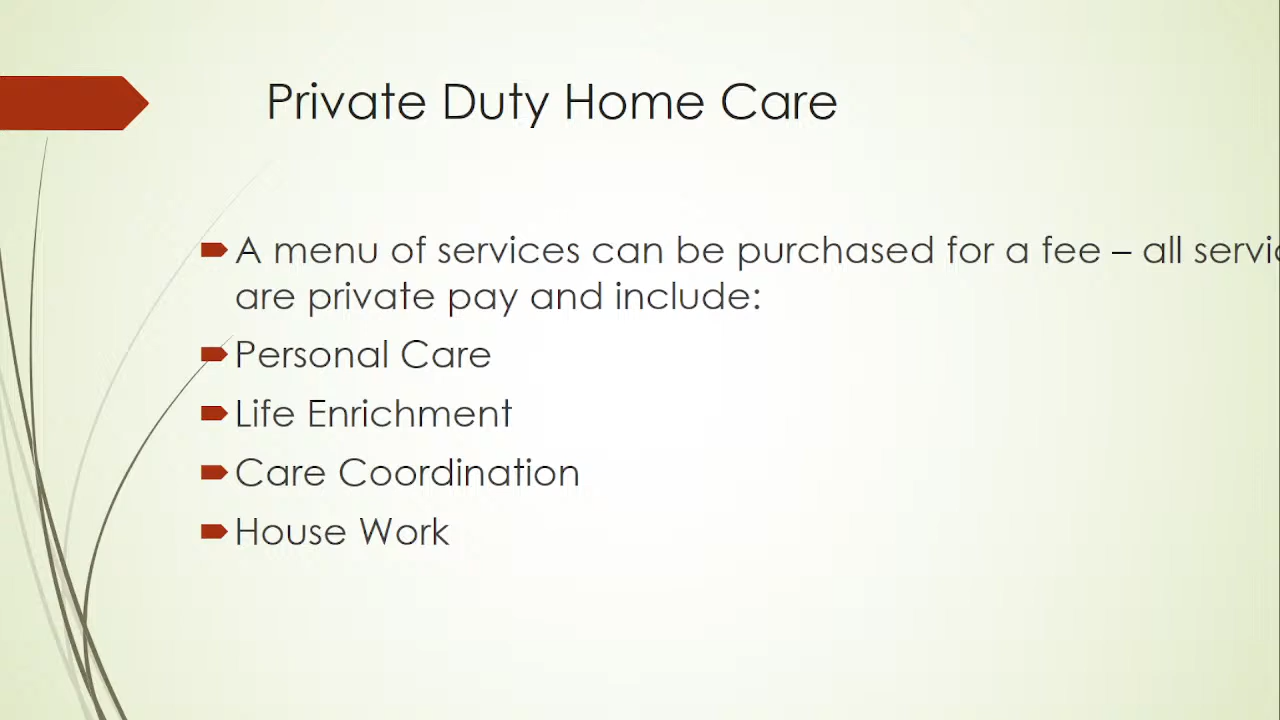 Private Duty Home Care
A menu of services can be purchased for a fee – all
are private pay and include:
Personal Care
Life Enrichment
Care Coordination
House Work